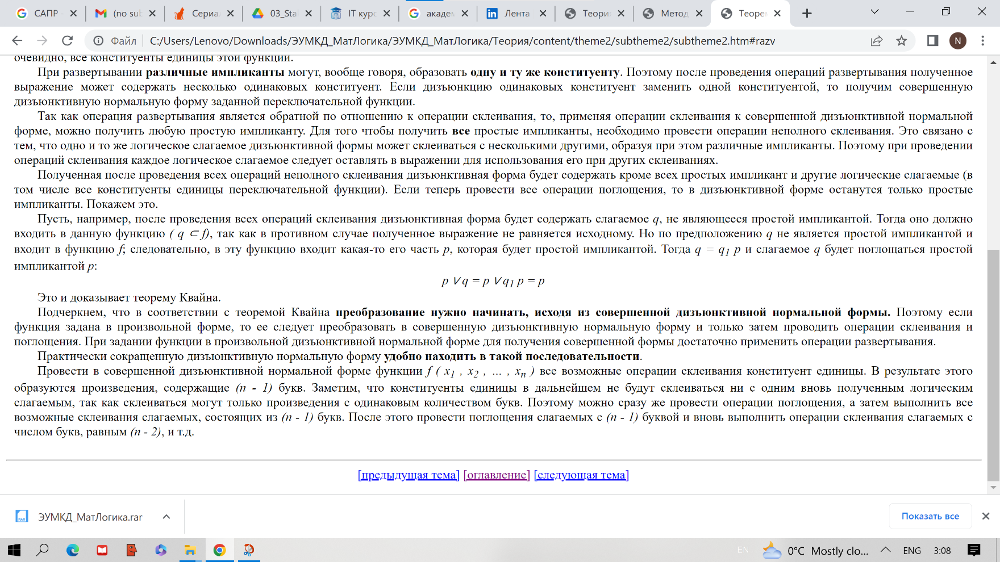 САПР - (no sub Сериал 03_Stal IT курс академ Лента Теория Метод Теорем
Файл C:/Users/Lenovo/Downloads/ЭУМКД_МатЛогика/ЭУМКД_МатЛогика/Теория/content/theme2/subtheme2/subtheme2.htm#razv N
очевидно, все конституенты единицы этой функции.
При развертывании различные импликанты могут, вообще говоря, образовать одну и ту же конституенту. Поэтому после проведения операций развертывания полученное
выражение может содержать несколько одинаковых конституент. Если дизъюнкцию одинаковых конституент заменить одной конституентой, то получим совершенную
дизъюнктивную нормальную форму заданной переключательной функции.
Так как операция развертывания является обратной по отношению к операции склеивания, то, применяя операции склеивания к совершенной дизъюнктивной нормальной
форме, можно получить любую простую импликанту. Для того чтобы получить все простые импликанты, необходимо провести операции неполного склеивания. Это связано с
тем, что одно и то же логическое слагаемое дизъюнктивной формы может склеиваться с несколькими другими, образуя при этом различные импликанты. Поэтому при проведении
операций склеивания каждое логическое слагаемое следует оставлять в выражении для использования его при других склеиваниях.
Полученная после проведения всех операций неполного склеивания дизъюнктивная форма будет содержать кроме всех простых импликант и другие логические слагаемые (в
том числе все конституенты единицы переключательной функции). Если теперь провести все операции поглощения, то в дизъюнктивной форме останутся только простые
импликанты. Покажем это.
Пусть, например, после проведения всех операций склеивания дизъюнктивная форма будет содержать слагаемое q, не являющееся простой импликантой. Тогда оно должно
входить в данную функцию ( q ⊂ f), так как в противном случае полученное выражение не равняется исходному. Но по предположению q не является простой импликантой и
входит в функцию f; следовательно, в эту функцию входит какая-то его часть p, которая будет простой импликантой. Тогда q = q1 p и слагаемое q будет поглощаться простой
импликантой p:
p ∨ q = p ∨ q1 p = p
Это и доказывает теорему Квайна.
Подчеркнем, что в соответствии с теоремой Квайна преобразование нужно начинать, исходя из совершенной дизъюнктивной нормальной формы. Поэтому если
функция задана в произвольной форме, то ее следует преобразовать в совершенную дизъюнктивную нормальную форму и только затем проводить операции склеивания и
поглощения. При задании функции в произвольной дизъюнктивной нормальной форме для получения совершенной формы достаточно применить операции развертывания.
Практически сокращенную дизъюнктивную нормальную форму удобно находить в такой последовательности.
Провести в совершенной дизъюнктивной нормальной форме функции f ( x1 , x2 , ... , xn ) все возможные операции склеивания конституент единицы. В результате этого
образуются произведения, содержащие (n - 1) букв. Заметим, что конституенты единицы в дальнейшем не будут склеиваться ни с одним вновь полученным логическим
слагаемым, так как склеиваться могут только произведения с одинаковым количеством букв. Поэтому можно сразу же провести операции поглощения, а затем выполнить все
возможные склеивания слагаемых, состоящих из (n - 1) букв. После этого провести поглощения слагаемых с (n - 1) буквой и вновь выполнить операции склеивания слагаемых с
числом букв, равным (n - 2), и т.д.
[предыдущая тема] [оглавление] [следующая тема]
ЭУМКД_МатЛогика.rar Показать все
EN 0°C Mostly clo... ENG 3:08